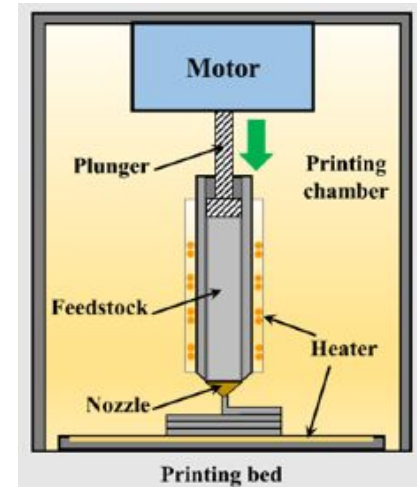 Motor
Plunger
Printing
chamber
Feedstock
Heater
Nozzle
Printing bed